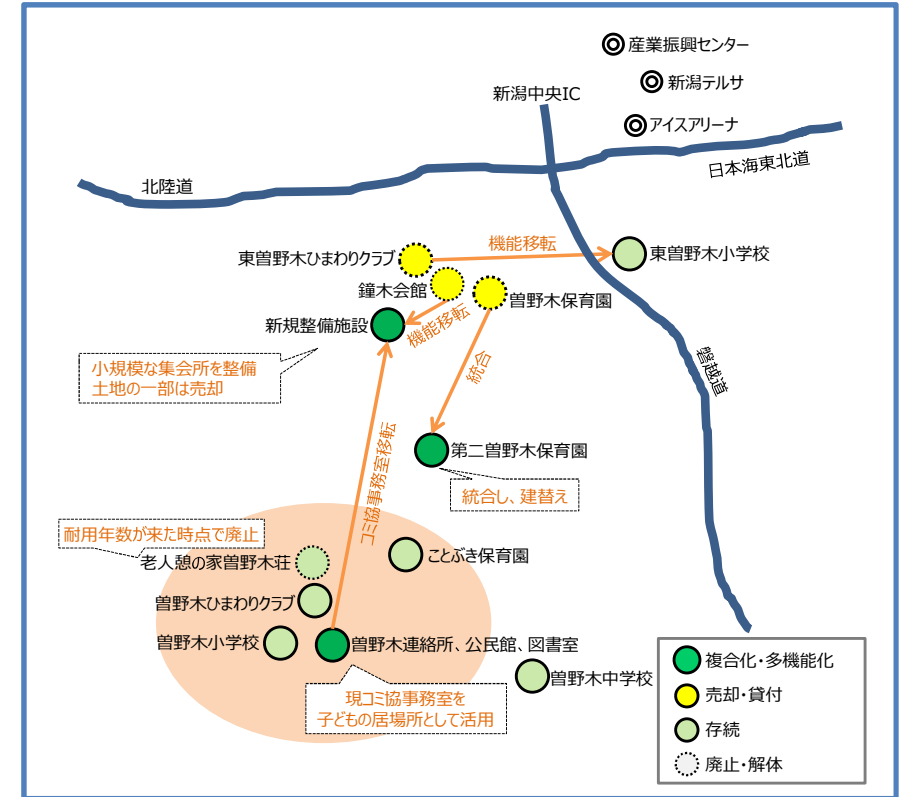 産業振興センター
新潟テルサ
新潟中央IC
アイスアリーナ
日本海東北道
北陸道
機能移転
東曽野木ひまわりクラブ
東曽野木小学校
鐘木会館
曽野木保育園
新規整備施設
機能移転
小規模な集会所を整備
土地の一部は売却
統合
磐越道
コミ協事務室移転
第二曽野木保育園
統合し、建替え
耐用年数が来た時点で廃止
老人憩の家曽野木荘
ことぶき保育園
曽野木ひまわりクラブ
曽野木小学校
曽野木連絡所、公民館、図書室
曽野木中学校
現コミ協事務室を
子どもの居場所として活用
複合化・多機能化
売却・貸付
存続
廃止・解体